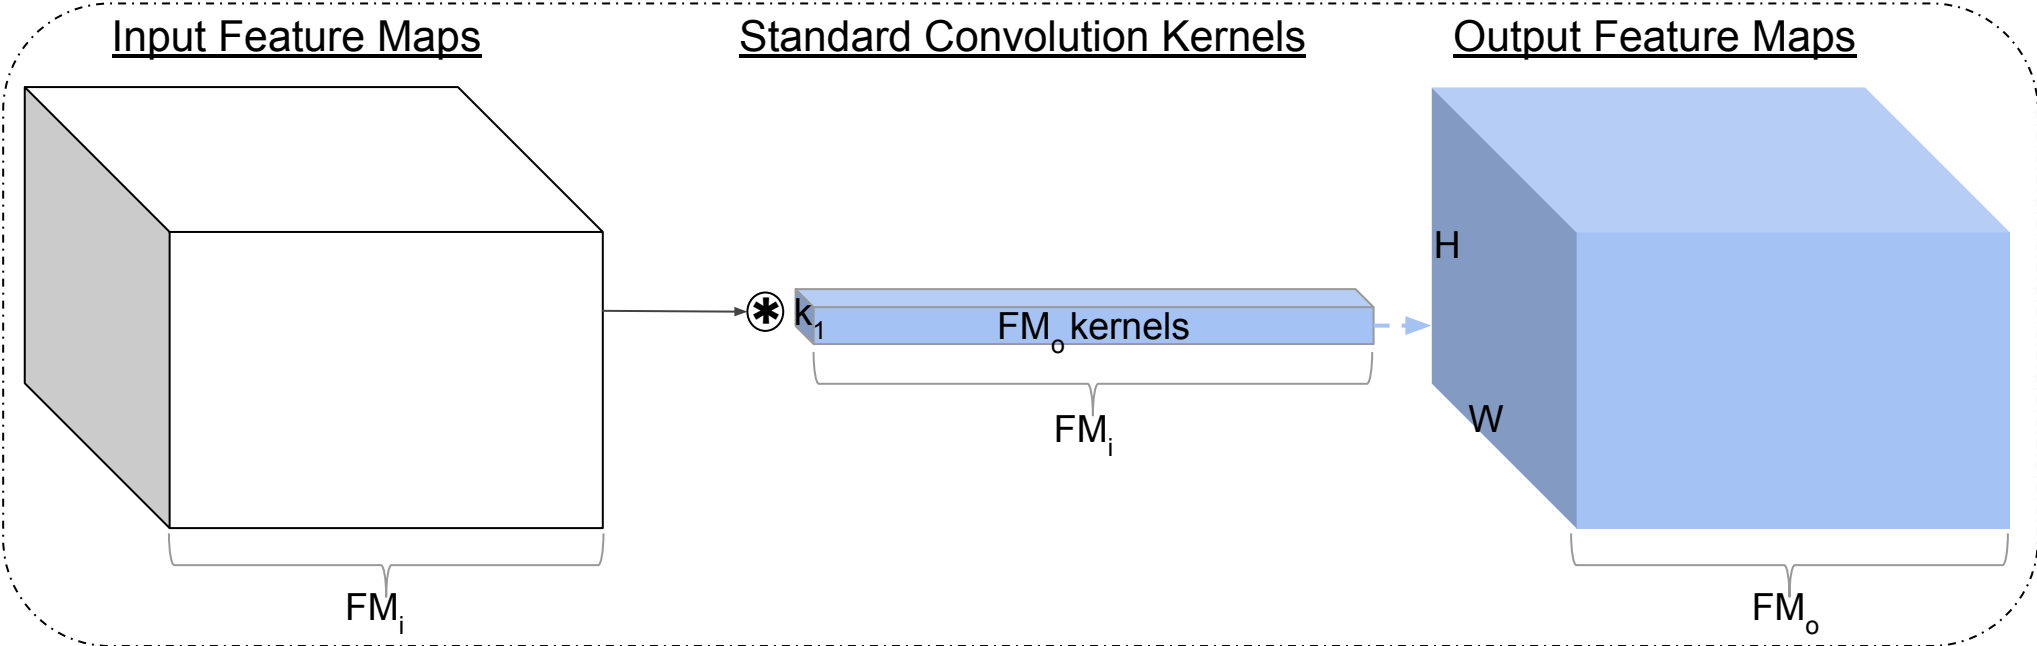 Input Feature Maps
Standard Convolution Kernels
Output Feature Maps
H
k₁
FMₒ kernels
W
FMᵢ
FMᵢ
FMₒ